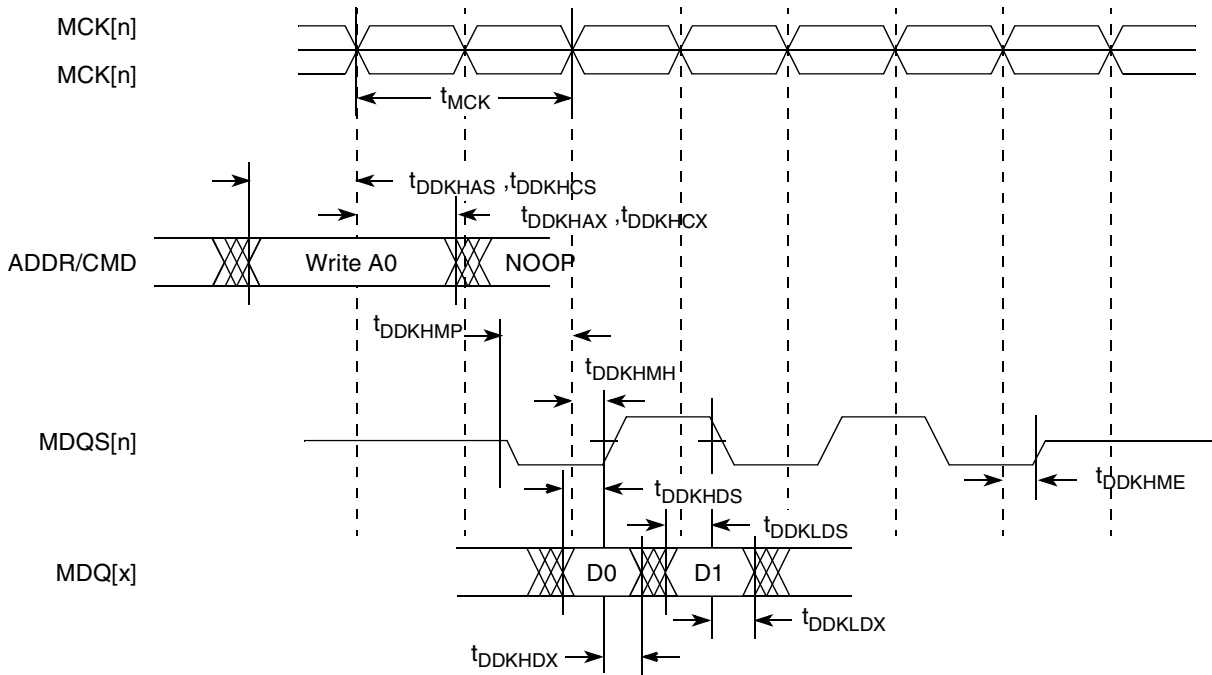 MCK[n]
MCK[n]
tMCK
tDDKHAS ,tDDKHCS
tDDKHAX ,tDDKHCX
ADDR/CMD
Write A0
NOOP
tDDKHMP
tDDKHMH
MDQS[n]
tDDKHME
tDDKHDS
tDDKLDS
MDQ[x]
D0
D1
tDDKLDX
tDDKHDX